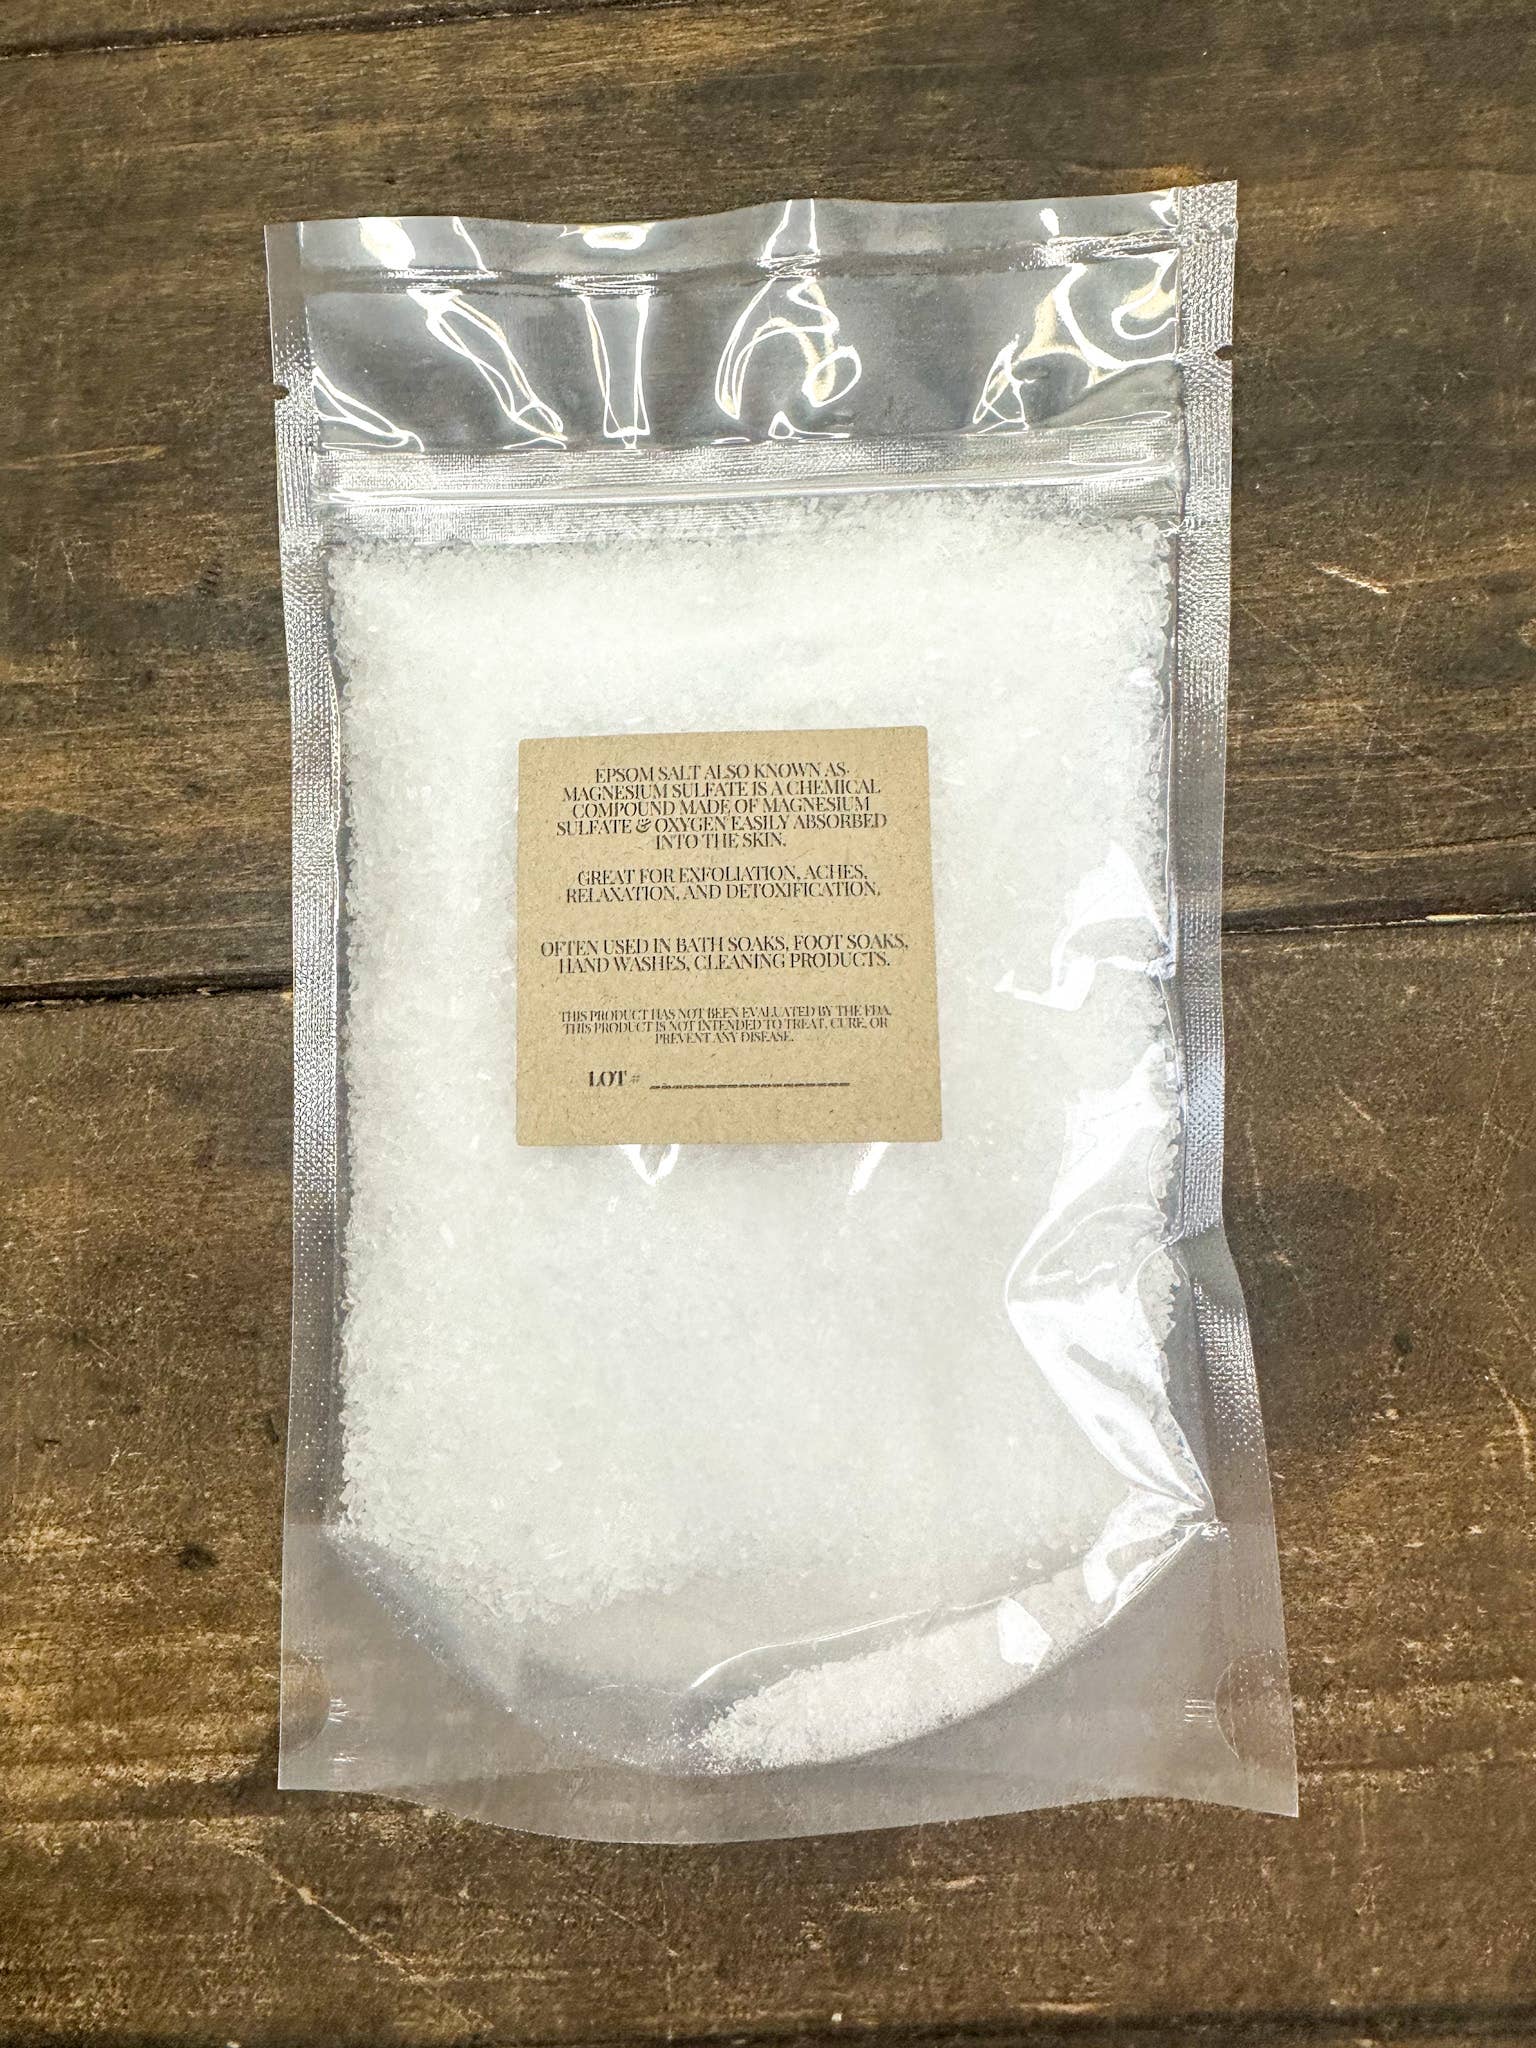 EPSOM SALT ALSO KNOWN AS
MAGNESIUM SULFATE IS A CHEMICAL
COMPOUND MADE OF MAGNESIUM
SULFATE & OXYGEN EASILY ABSORBED
INTO THE SKIN.
GREAT FOR EXFOLIATION, ACHES,
RELAXATION, AND DETOXIFICATION.
OFTEN USED IN BATH SOAKS, FOOT SOAKS,
HAND WASHES, CLEANING PRODUCTS.
THIS PRODUCT HAS NOT BEEN EVALUATED BY THE FDA.
THIS PRODUCT IS NOT INTENDED TO TREAT, CURE, OR
PREVENT ANY DISEASE.
LOT # ____________________